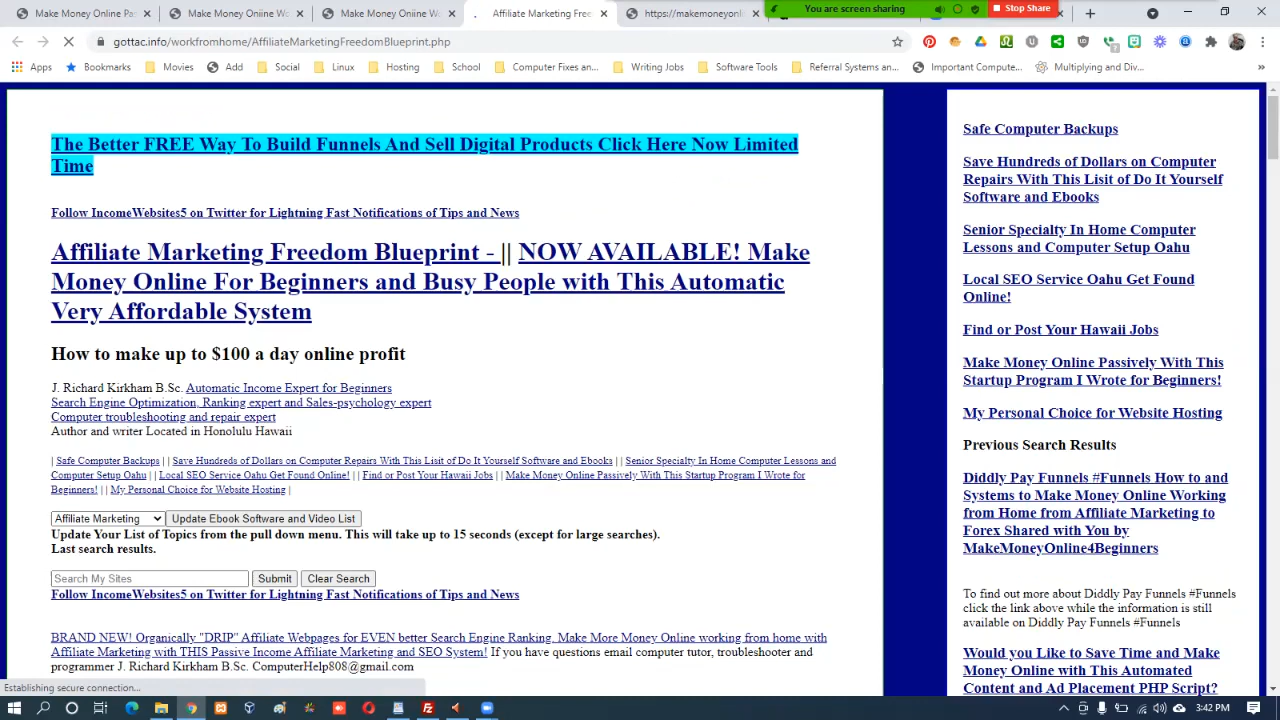 Make Money Online W
Make Money Online Wo
Make Money Online Wo
Affiliate Marketing Free
https://makemoneyonlin
You are screen sharing
Stop Share
gottac.info/workfromhome/AffiliateMarketingFreedomBlueprint.php
Apps
Bookmarks
Movies
Add
Social
Linux
Hosting
School
Computer Fixes an...
Writing Jobs
Software Tools
Referral Systems an...
Important Compute...
Multiplying and Div...
»
The Better FREE Way To Build Funnels And Sell Digital Products Click Here Now Limited
Time
Follow IncomeWebsites5 on Twitter for Lightning Fast Notifications of Tips and News
Affiliate Marketing Freedom Blueprint - || NOW AVAILABLE! Make
Money Online For Beginners and Busy People with This Automatic
Very Affordable System
How to make up to $100 a day online profit
J. Richard Kirkham B.Sc. Automatic Income Expert for Beginners
Search Engine Optimization, Ranking expert and Sales-psychology expert
Computer troubleshooting and repair expert
Author and writer Located in Honolulu Hawaii
| Safe Computer Backups | | Save Hundreds of Dollars on Computer Repairs With This Lisit of Do It Yourself Software and Ebooks | | Senior Specialty In Home Computer Lessons and
Computer Setup Oahu | | Local SEO Service Oahu Get Found Online! | | Find or Post Your Hawaii Jobs | | Make Money Online Passively With This Startup Program I Wrote for
Beginners! | | My Personal Choice for Website Hosting |
Affiliate Marketing
Update Ebook Software and Video List
Update Your List of Topics from the pull down menu. This will take up to 15 seconds (except for large searches).
Last search results.
Search My Sites
Submit
Clear Search
Follow IncomeWebsites5 on Twitter for Lightning Fast Notifications of Tips and News
BRAND NEW! Organically "DRIP" Affiliate Webpages for EVEN better Search Engine Ranking, Make More Money Online working from home with
Affiliate Marketing with THIS Passive Income Affiliate Marketing and SEO System! If you have questions email computer tutor, troubleshooter and
programmer J. Richard Kirkham B.Sc. ComputerHelp808@gmail.com
Safe Computer Backups
Save Hundreds of Dollars on Computer
Repairs With This Lisit of Do It Yourself
Software and Ebooks
Senior Specialty In Home Computer
Lessons and Computer Setup Oahu
Local SEO Service Oahu Get Found
Online!
Find or Post Your Hawaii Jobs
Make Money Online Passively With This
Startup Program I Wrote for Beginners!
My Personal Choice for Website Hosting
Previous Search Results
Diddly Pay Funnels #Funnels How to and
Systems to Make Money Online Working
from Home from Affiliate Marketing to
Forex Shared with You by
MakeMoneyOnline4Beginners
To find out more about Diddly Pay Funnels #Funnels
click the link above while the information is still
available on Diddly Pay Funnels #Funnels
Would you Like to Save Time and Make
Money Online with This Automated
Content and Ad Placement PHP Script?
Establishing secure connection...
3:42 PM